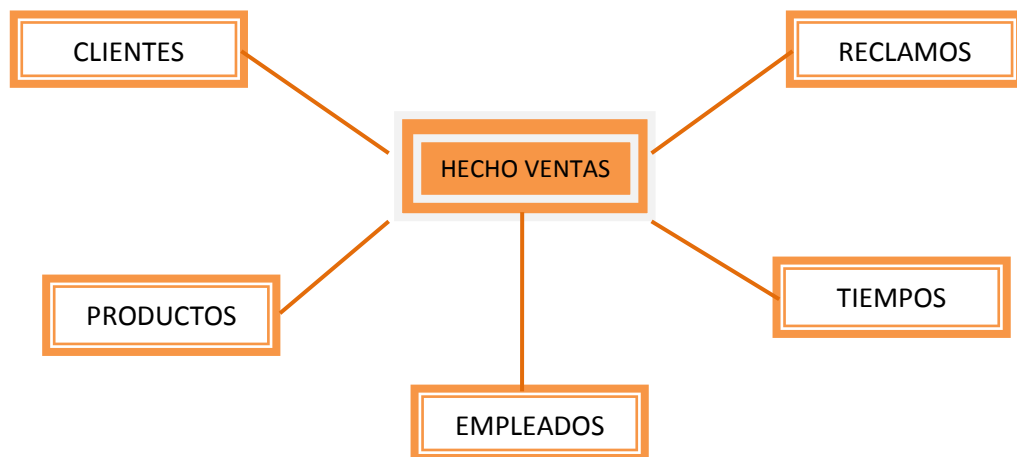 CLIENTES
RECLAMOS
HECHO VENTAS
PRODUCTOS
TIEMPOS
EMPLEADOS